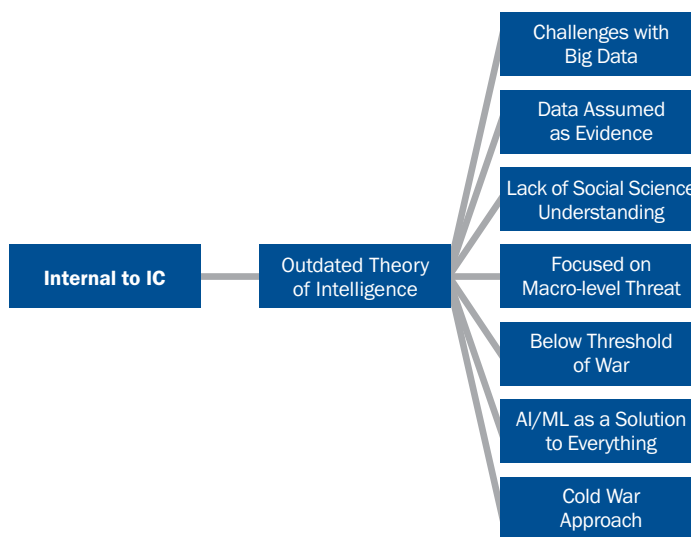 Challenges with
Big Data
Data Assumed
as Evidence
Lack of Social Science
Understanding
Internal to IC
Outdated Theory
of Intelligence
Focused on
Macro-level Threat
Below Threshold
of War
AI/ML as a Solution
to Everything
Cold War
Approach